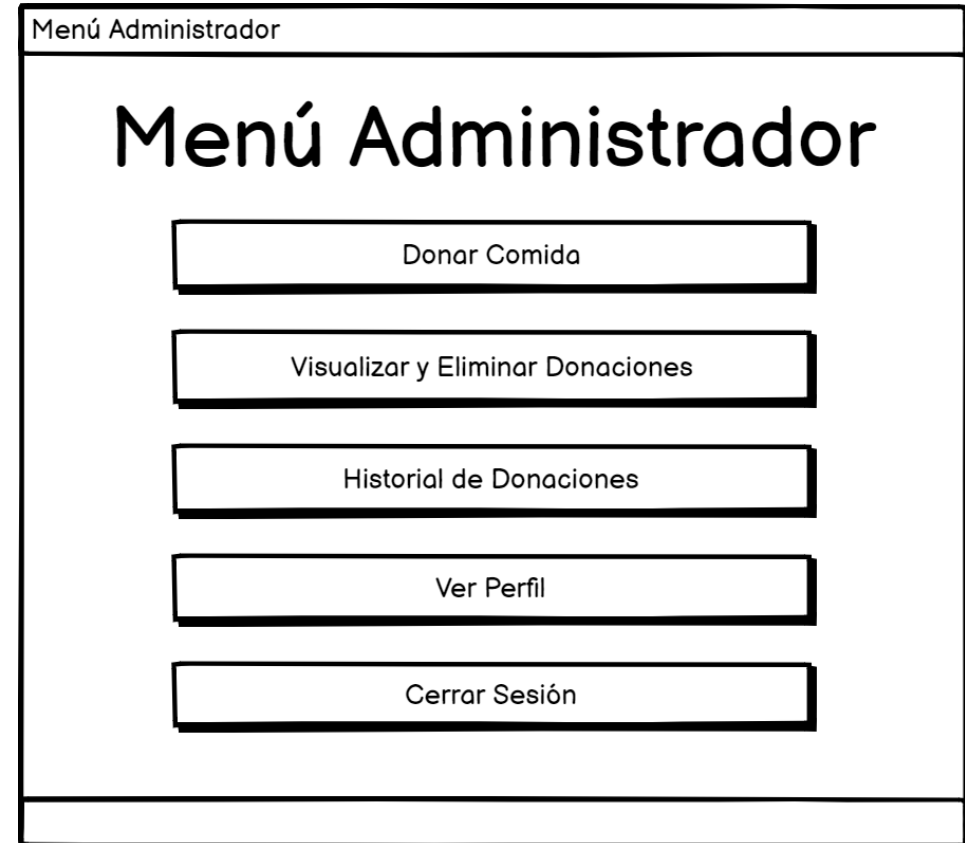 Menú Administrador
Menú Administrador
Donar Comida
Visualizar y Eliminar Donaciones
Historial de Donaciones
Ver Perfil
Cerrar Sesión